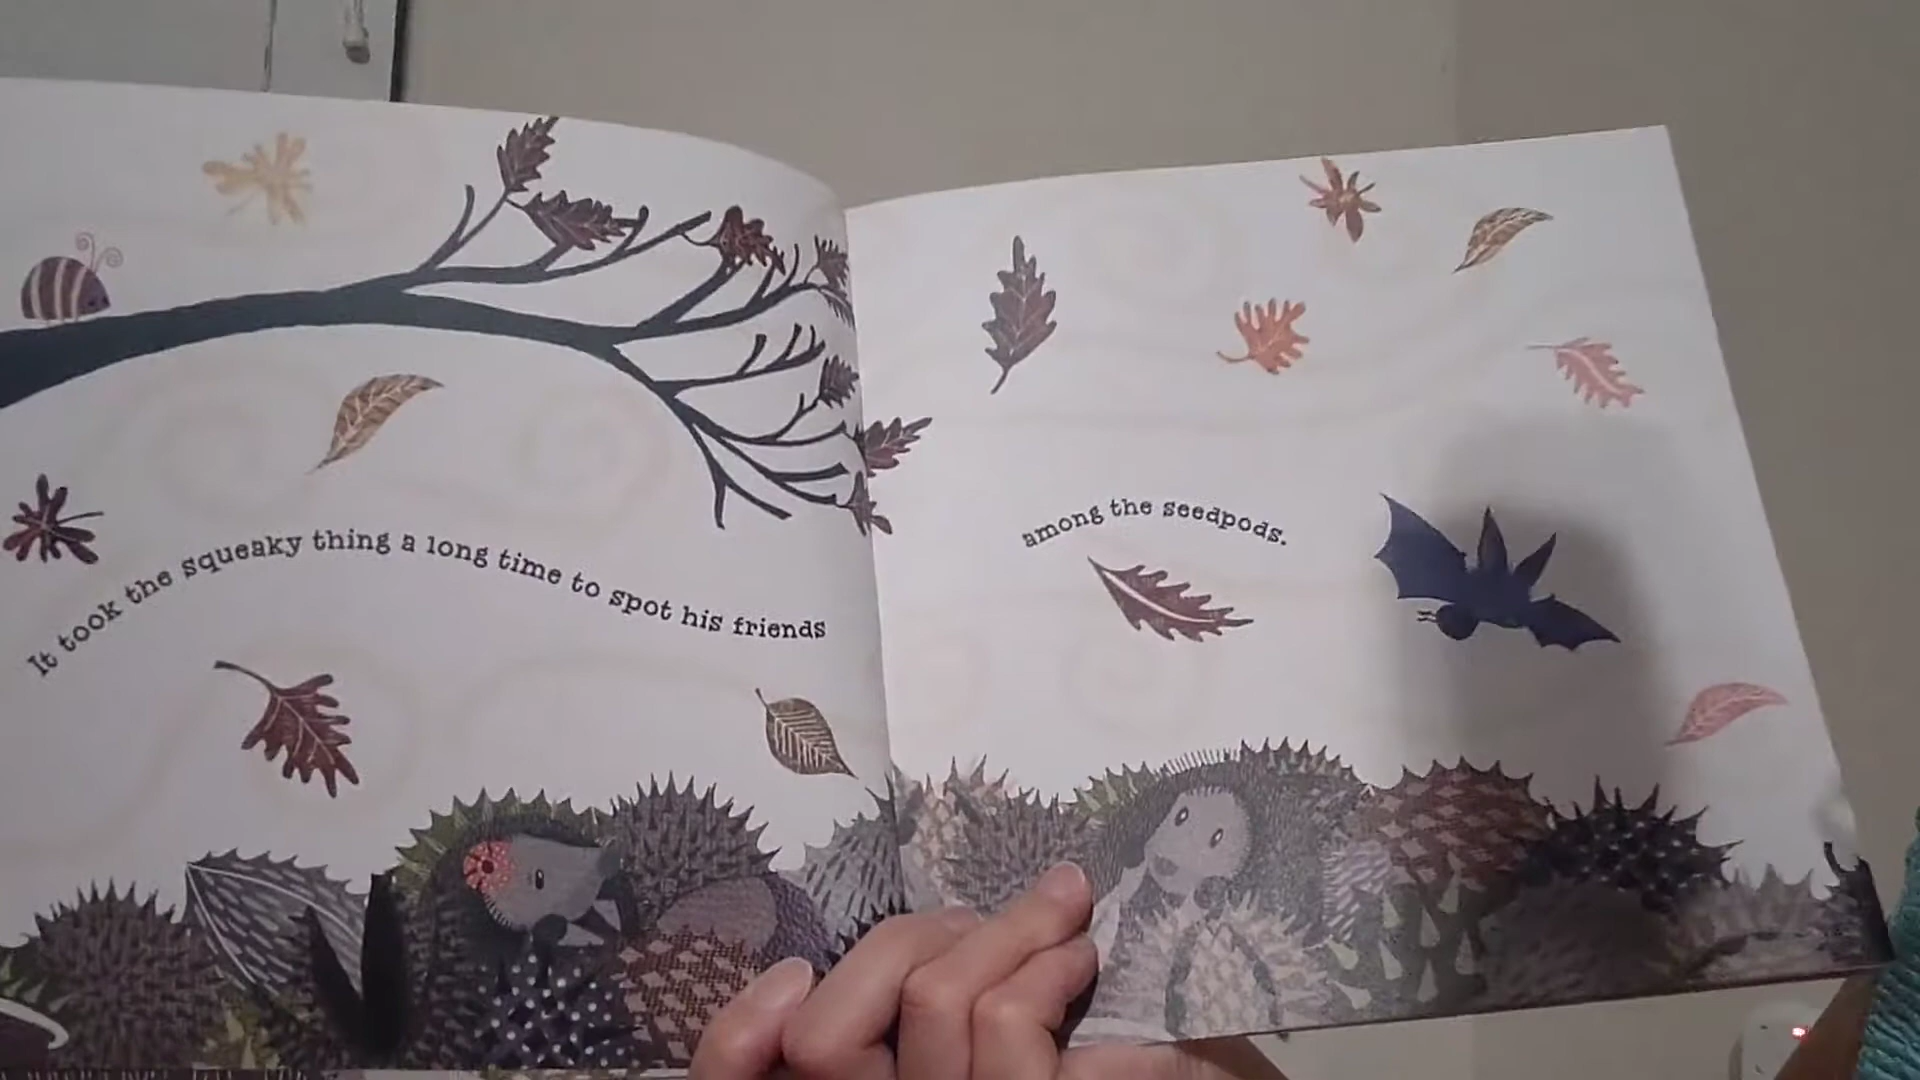 It took the squeaky thing a long time to spot his friends
among the seedpods.